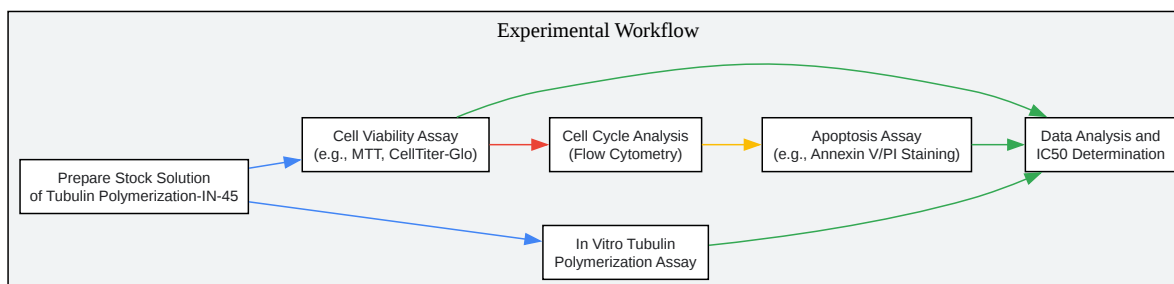 Experimental Workflow
Prepare Stock Solution
of Tubulin Polymerization-IN-45
Cell Viability Assay
(e.g., MTT, CellTiter-Glo)
Cell Cycle Analysis
(Flow Cytometry)
Apoptosis Assay
(e.g., Annexin V/PI Staining)
Data Analysis and
IC50 Determination
In Vitro Tubulin
Polymerization Assay